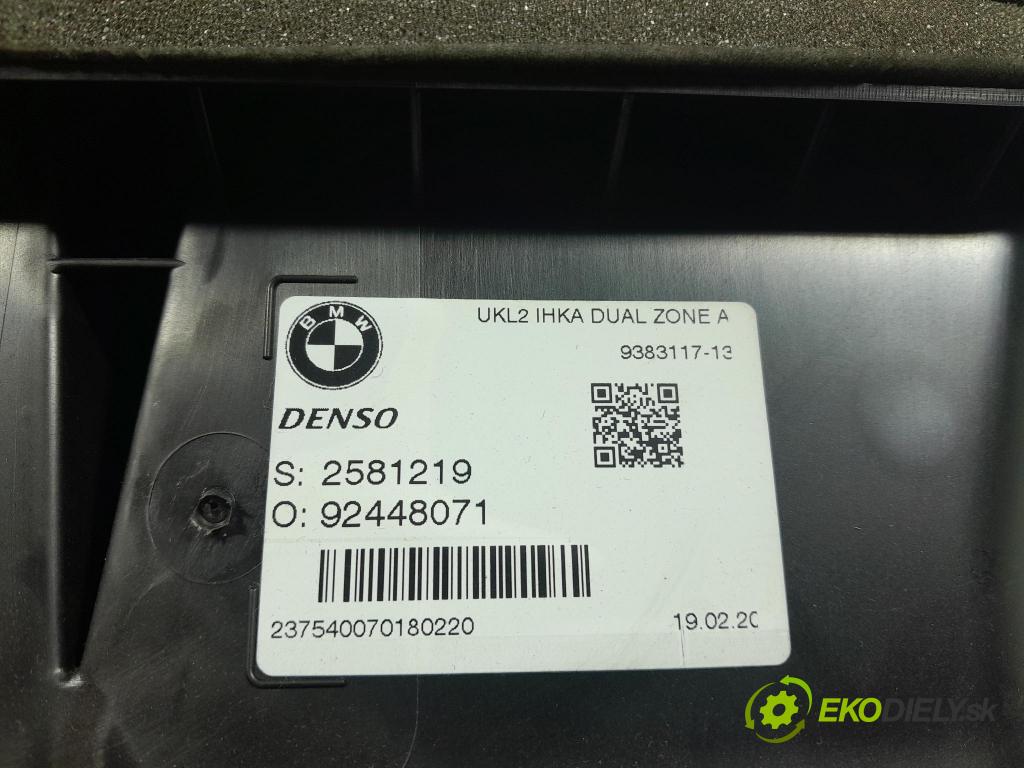 UKL2 IHKA DUAL ZONE A
BMW
9383117-13
DENSO
S: 2581219
O: 92448071
237540070180220
19.02.20
EKODIELY.sk